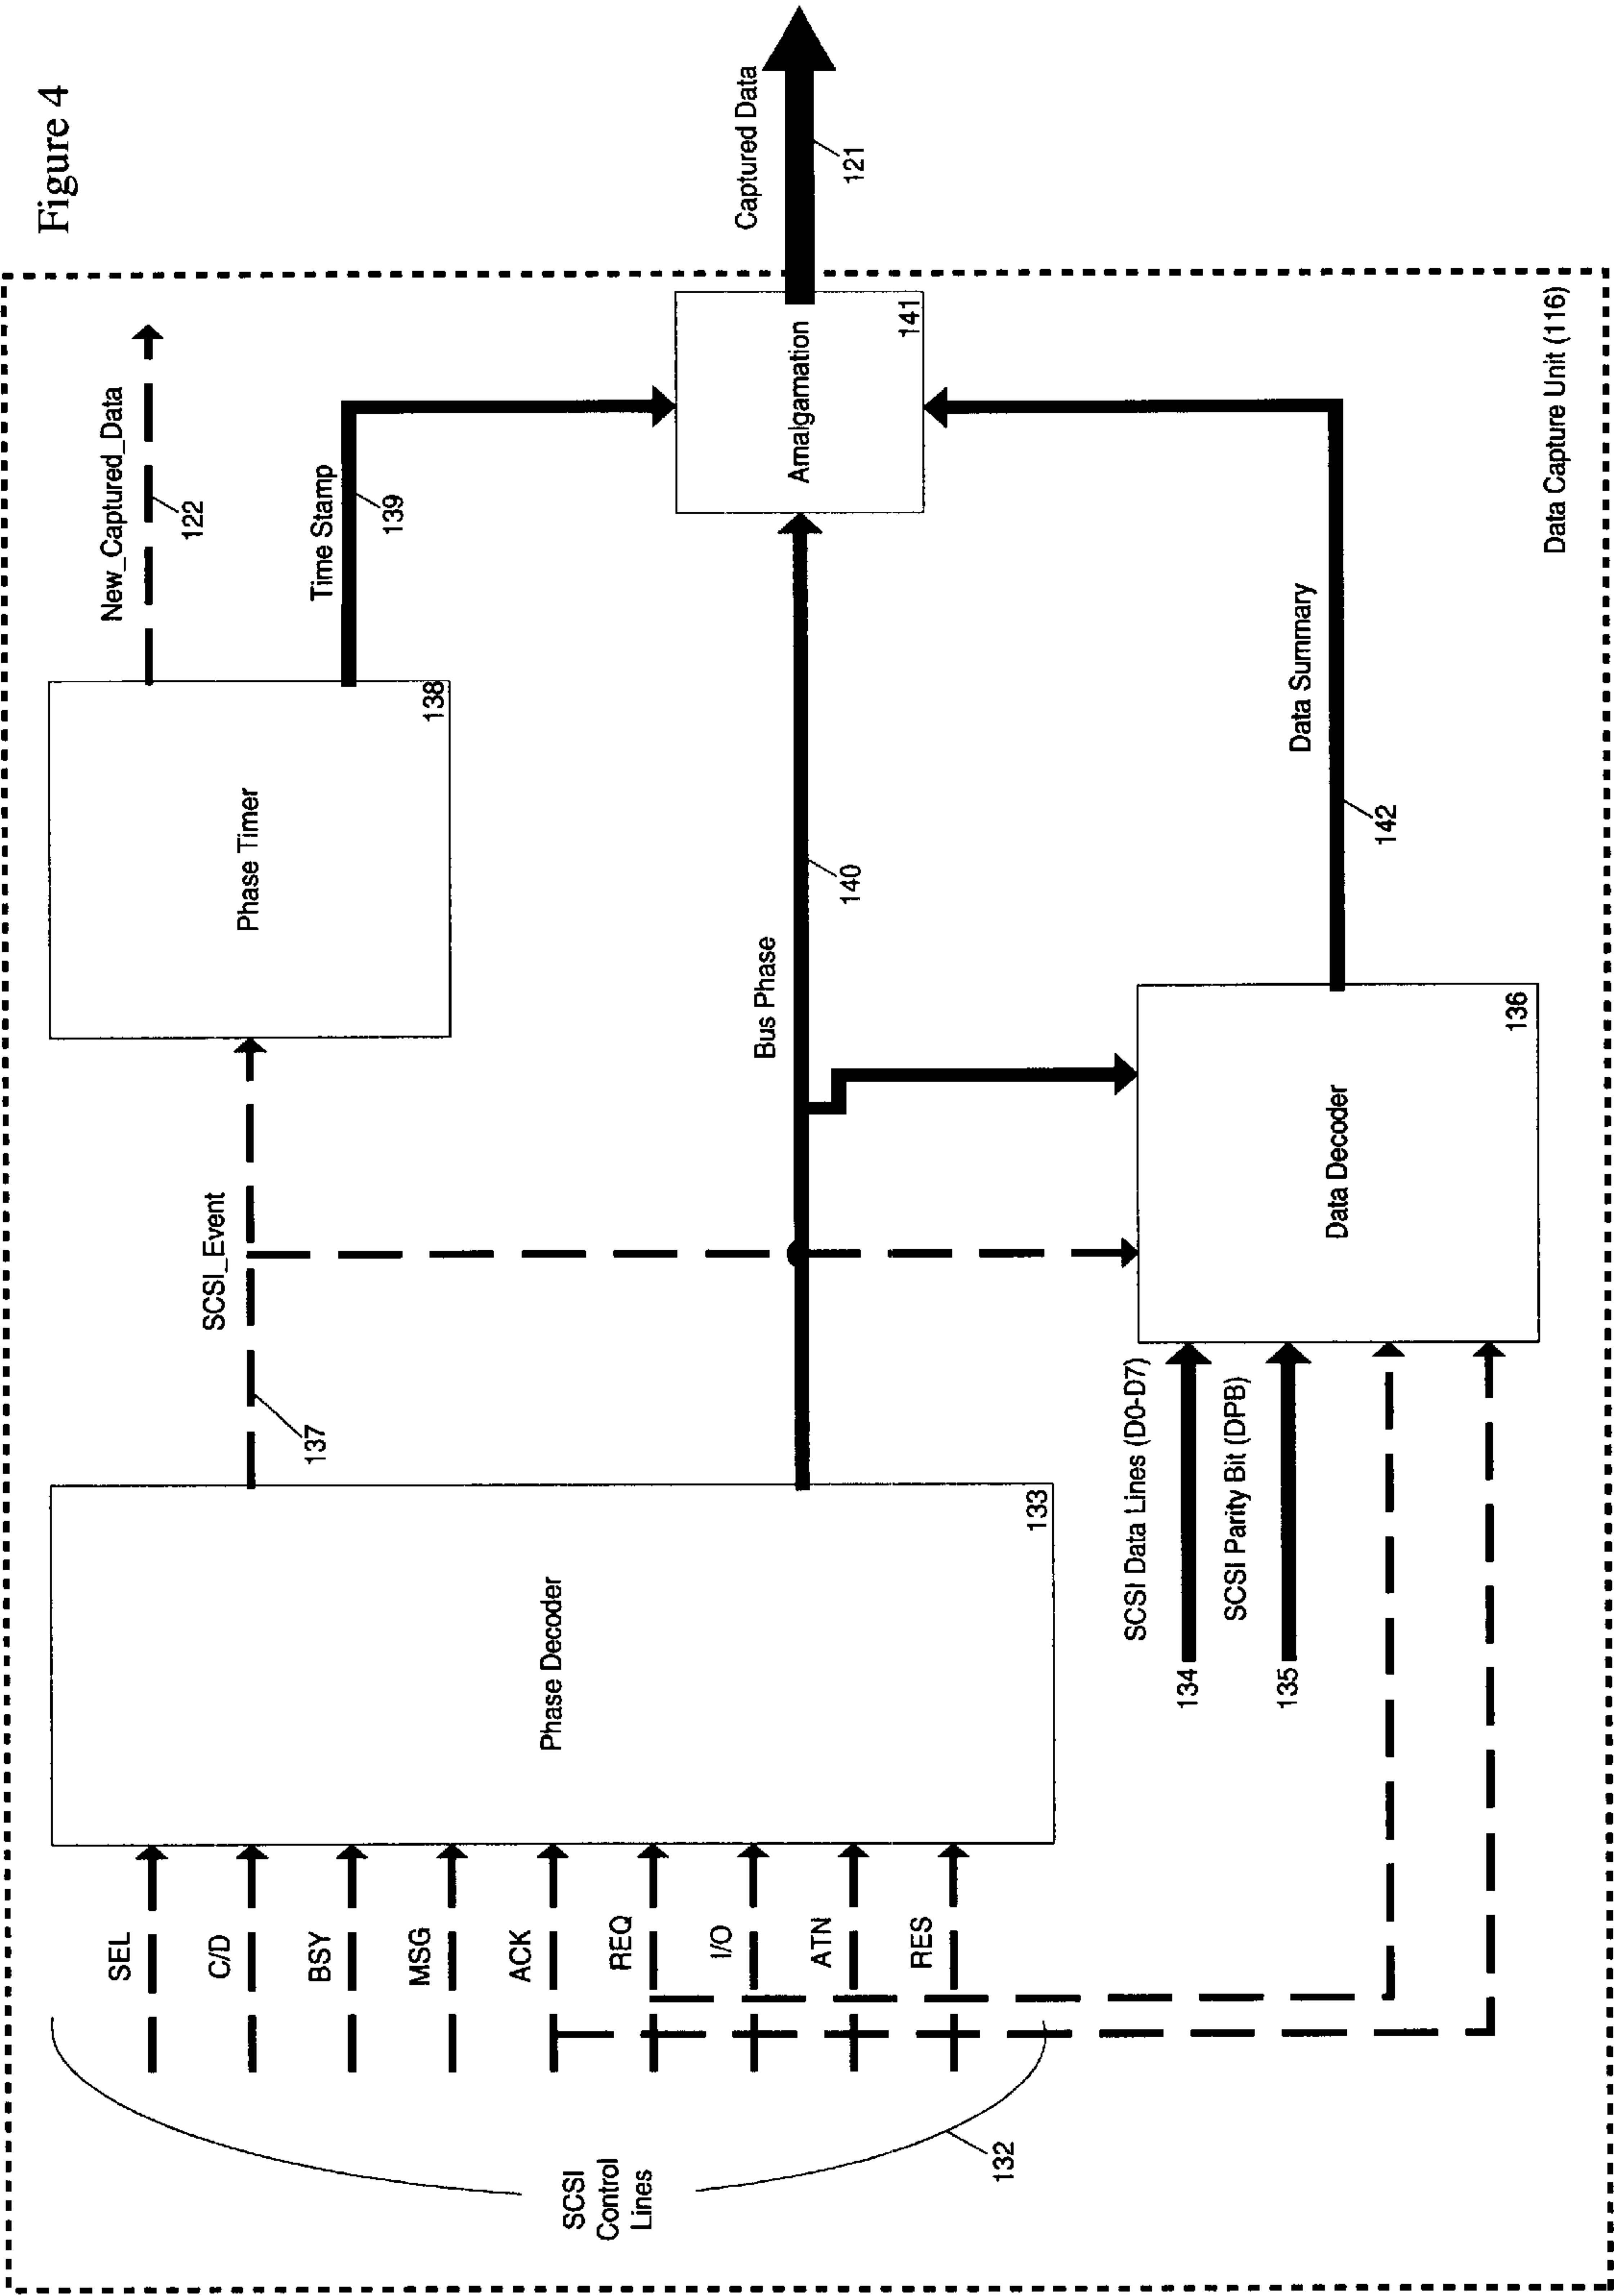 Figure 4
New_Captured_Data
122
Time Stamp
139
Captured Data
121
Phase Timer
138
Amalgamation
141
SCSI_Event
137
Bus Phase
140
SEL
C/D
BSY
MSG
ACK
REQ
I/O
ATN
RES
SCSI
Control
Lines
132
Phase Decoder
133
SCSI Data Lines (D0-D7)
134
SCSI Parity Bit (DPB)
135
Data Decoder
136
Data Summary
142
Data Capture Unit (116)